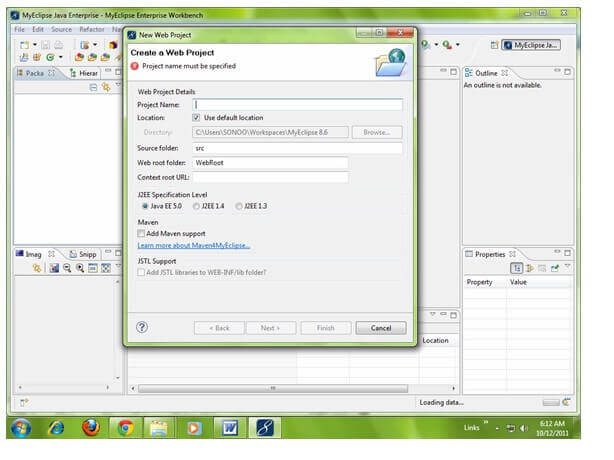 MyEclipse Java Enterprise - MyEclipse Enterprise Workbench
File Edit Source Refactor Nav
MyEclipse Ja...
Packa
Hierar
New Web Project
Create a Web Project
Project name must be specified
Web Project Details
Project Name:
Location: Use default location
Directory: C:\Users\SONOO\Workspaces\MyEclipse 8.6 Browse...
Source folder: src
Web root folder: WebRoot
Context root URL:
J2EE Specification Level
Java EE 5.0 J2EE 1.4 J2EE 1.3
Maven
Add Maven support
Learn more about Maven4MyEclipse...
JSTL Support
Add JSTL libraries to WEB-INF/lib folder?
? < Back Next > Finish Cancel
Outline
An outline is not available.
Imag
Snipp
Properties
Property Value
Location
Loading data...
Links
6:12 AM
10/12/2011